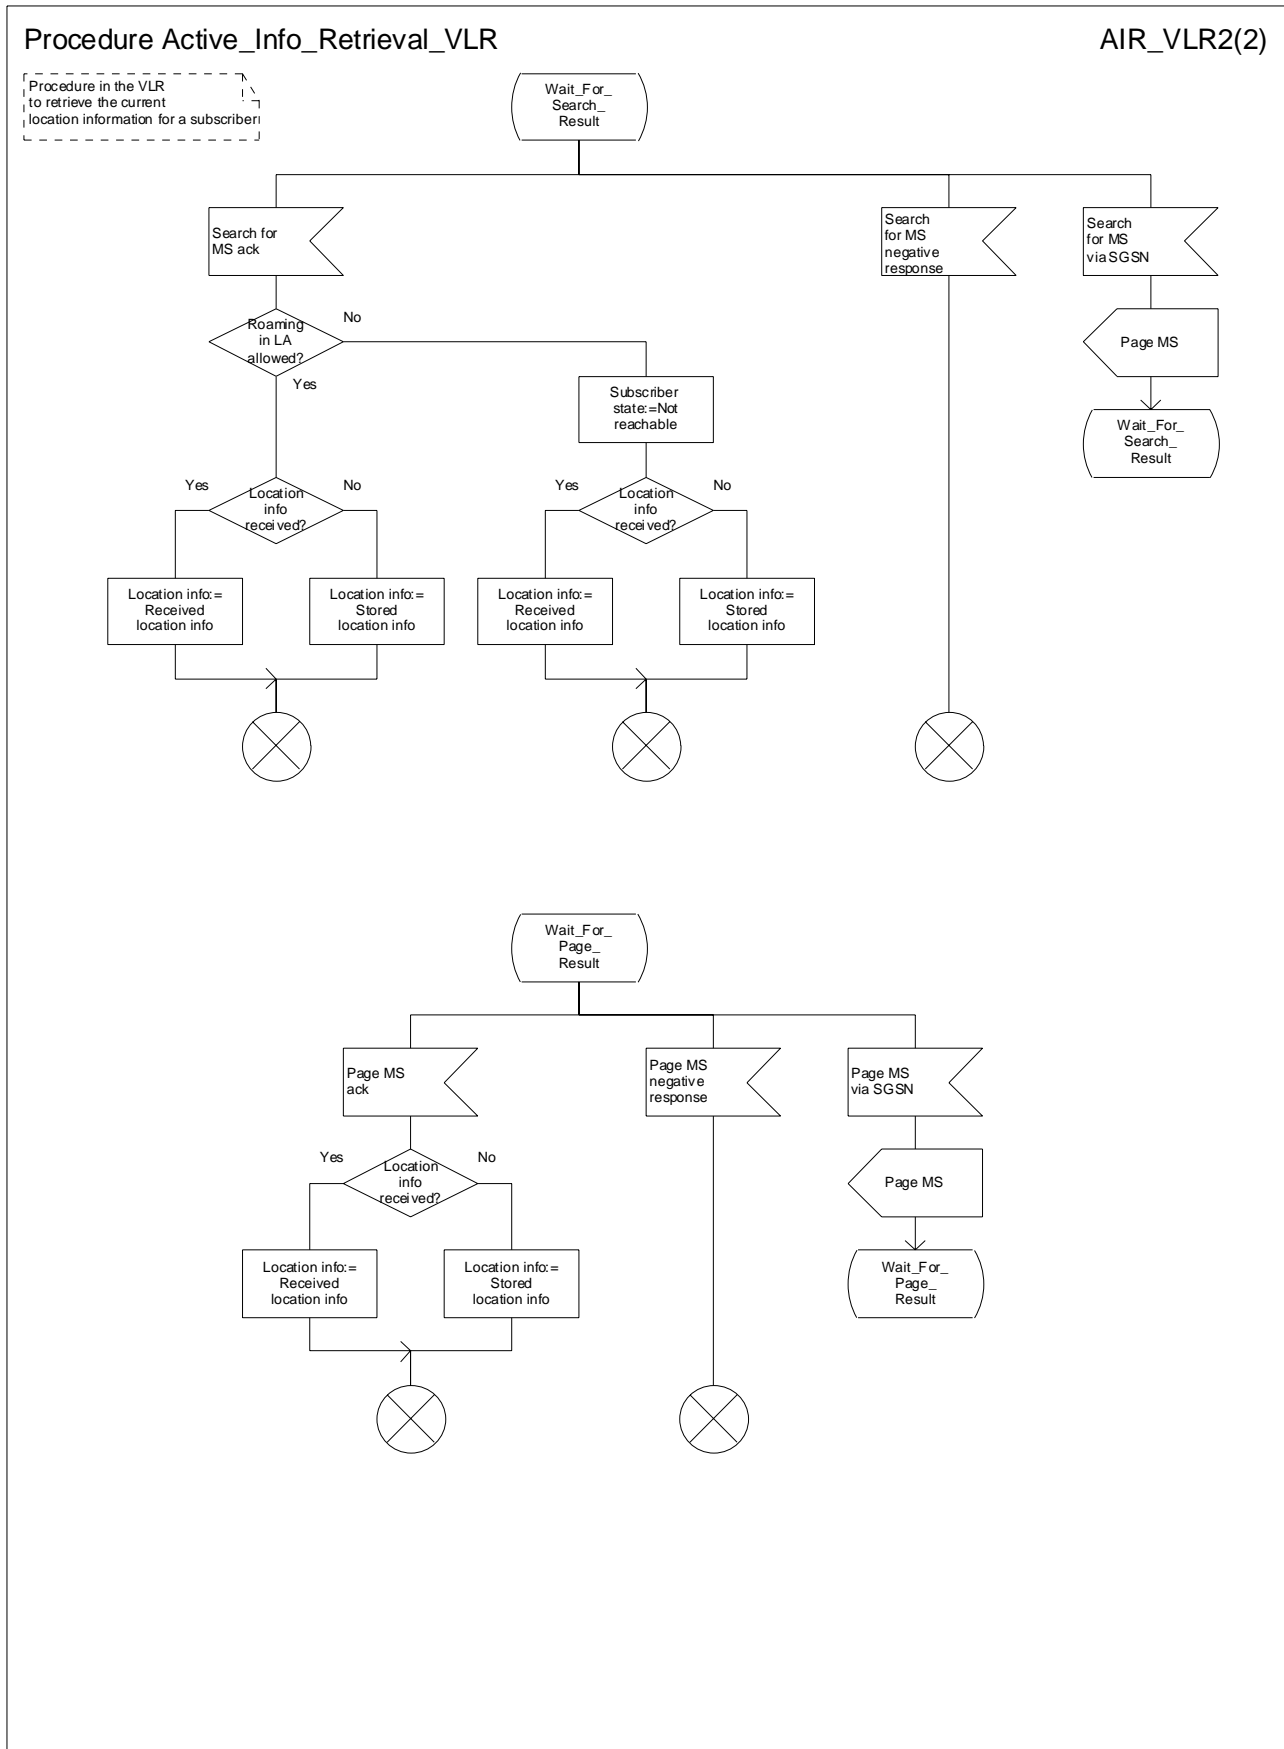 Procedure Active_Info_Retrieval_VLR
AIR_VLR2(2)
Procedure in the VLR
to retrieve the current
location information for a subscriber
Wait_For_
Search_
Result
Search for
MS ack
Search
for MS
negative
response
Search
for MS
via SGSN
Roaming
in LA
allowed?
No
Yes
Page MS
Subscriber
state:=Not
reachable
Wait_For_
Search_
Result
Yes
Location
info
received?
No
Yes
Location
info
received?
No
Location info:=
Received
location info
Location info:=
Stored
location info
Location info:=
Received
location info
Location info:=
Stored
location info
Wait_For_
Page_
Result
Page MS
ack
Page MS
negative
response
Page MS
via SGSN
Yes
Location
info
received?
No
Page MS
Location info:=
Received
location info
Location info:=
Stored
location info
Wait_For_
Page_
Result